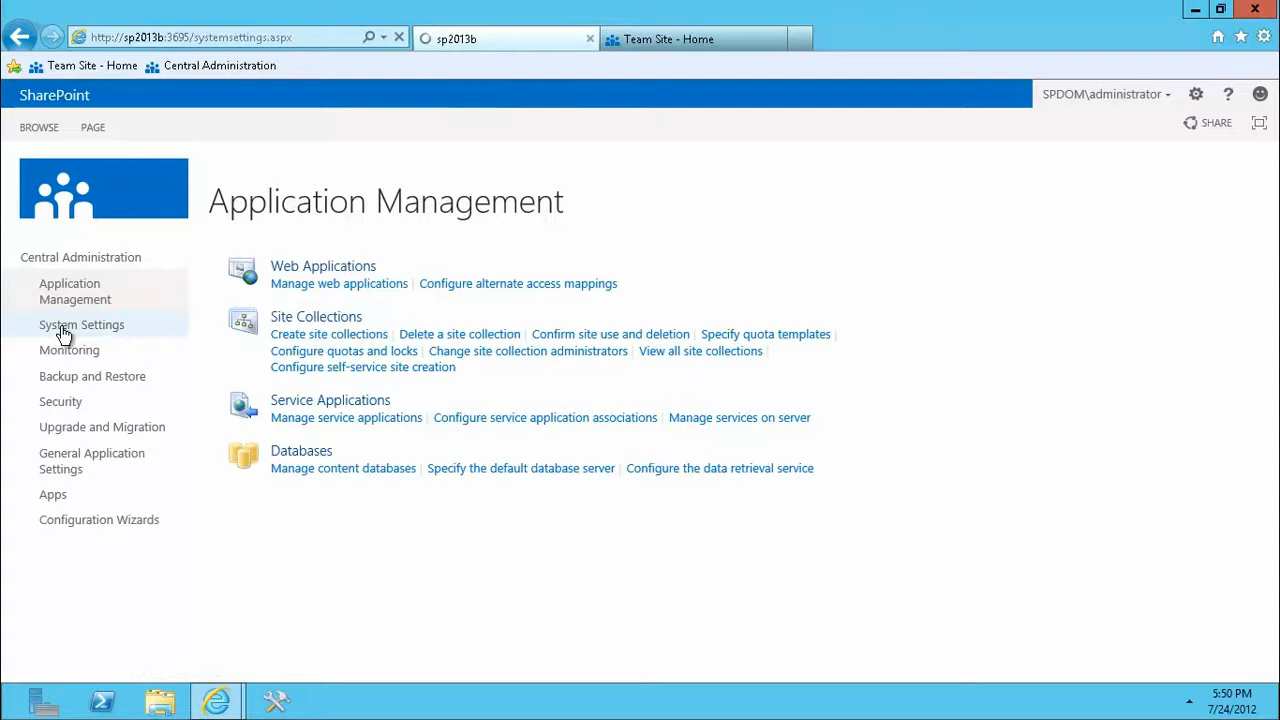 http://sp2013b:3695/systemsettings.aspx
sp2013b
Team Site - Home
Team Site - Home
Central Administration
SharePoint
SPDOM\administrator
BROWSE
PAGE
SHARE
Application Management
Central Administration
Application
Management
System Settings
Monitoring
Backup and Restore
Security
Upgrade and Migration
General Application
Settings
Apps
Configuration Wizards
Web Applications
Manage web applications | Configure alternate access mappings
Site Collections
Create site collections | Delete a site collection | Confirm site use and deletion | Specify quota templates |
Configure quotas and locks | Change site collection administrators | View all site collections |
Configure self-service site creation
Service Applications
Manage service applications | Configure service application associations | Manage services on server
Databases
Manage content databases | Specify the default database server | Configure the data retrieval service
5:50 PM
7/24/2012